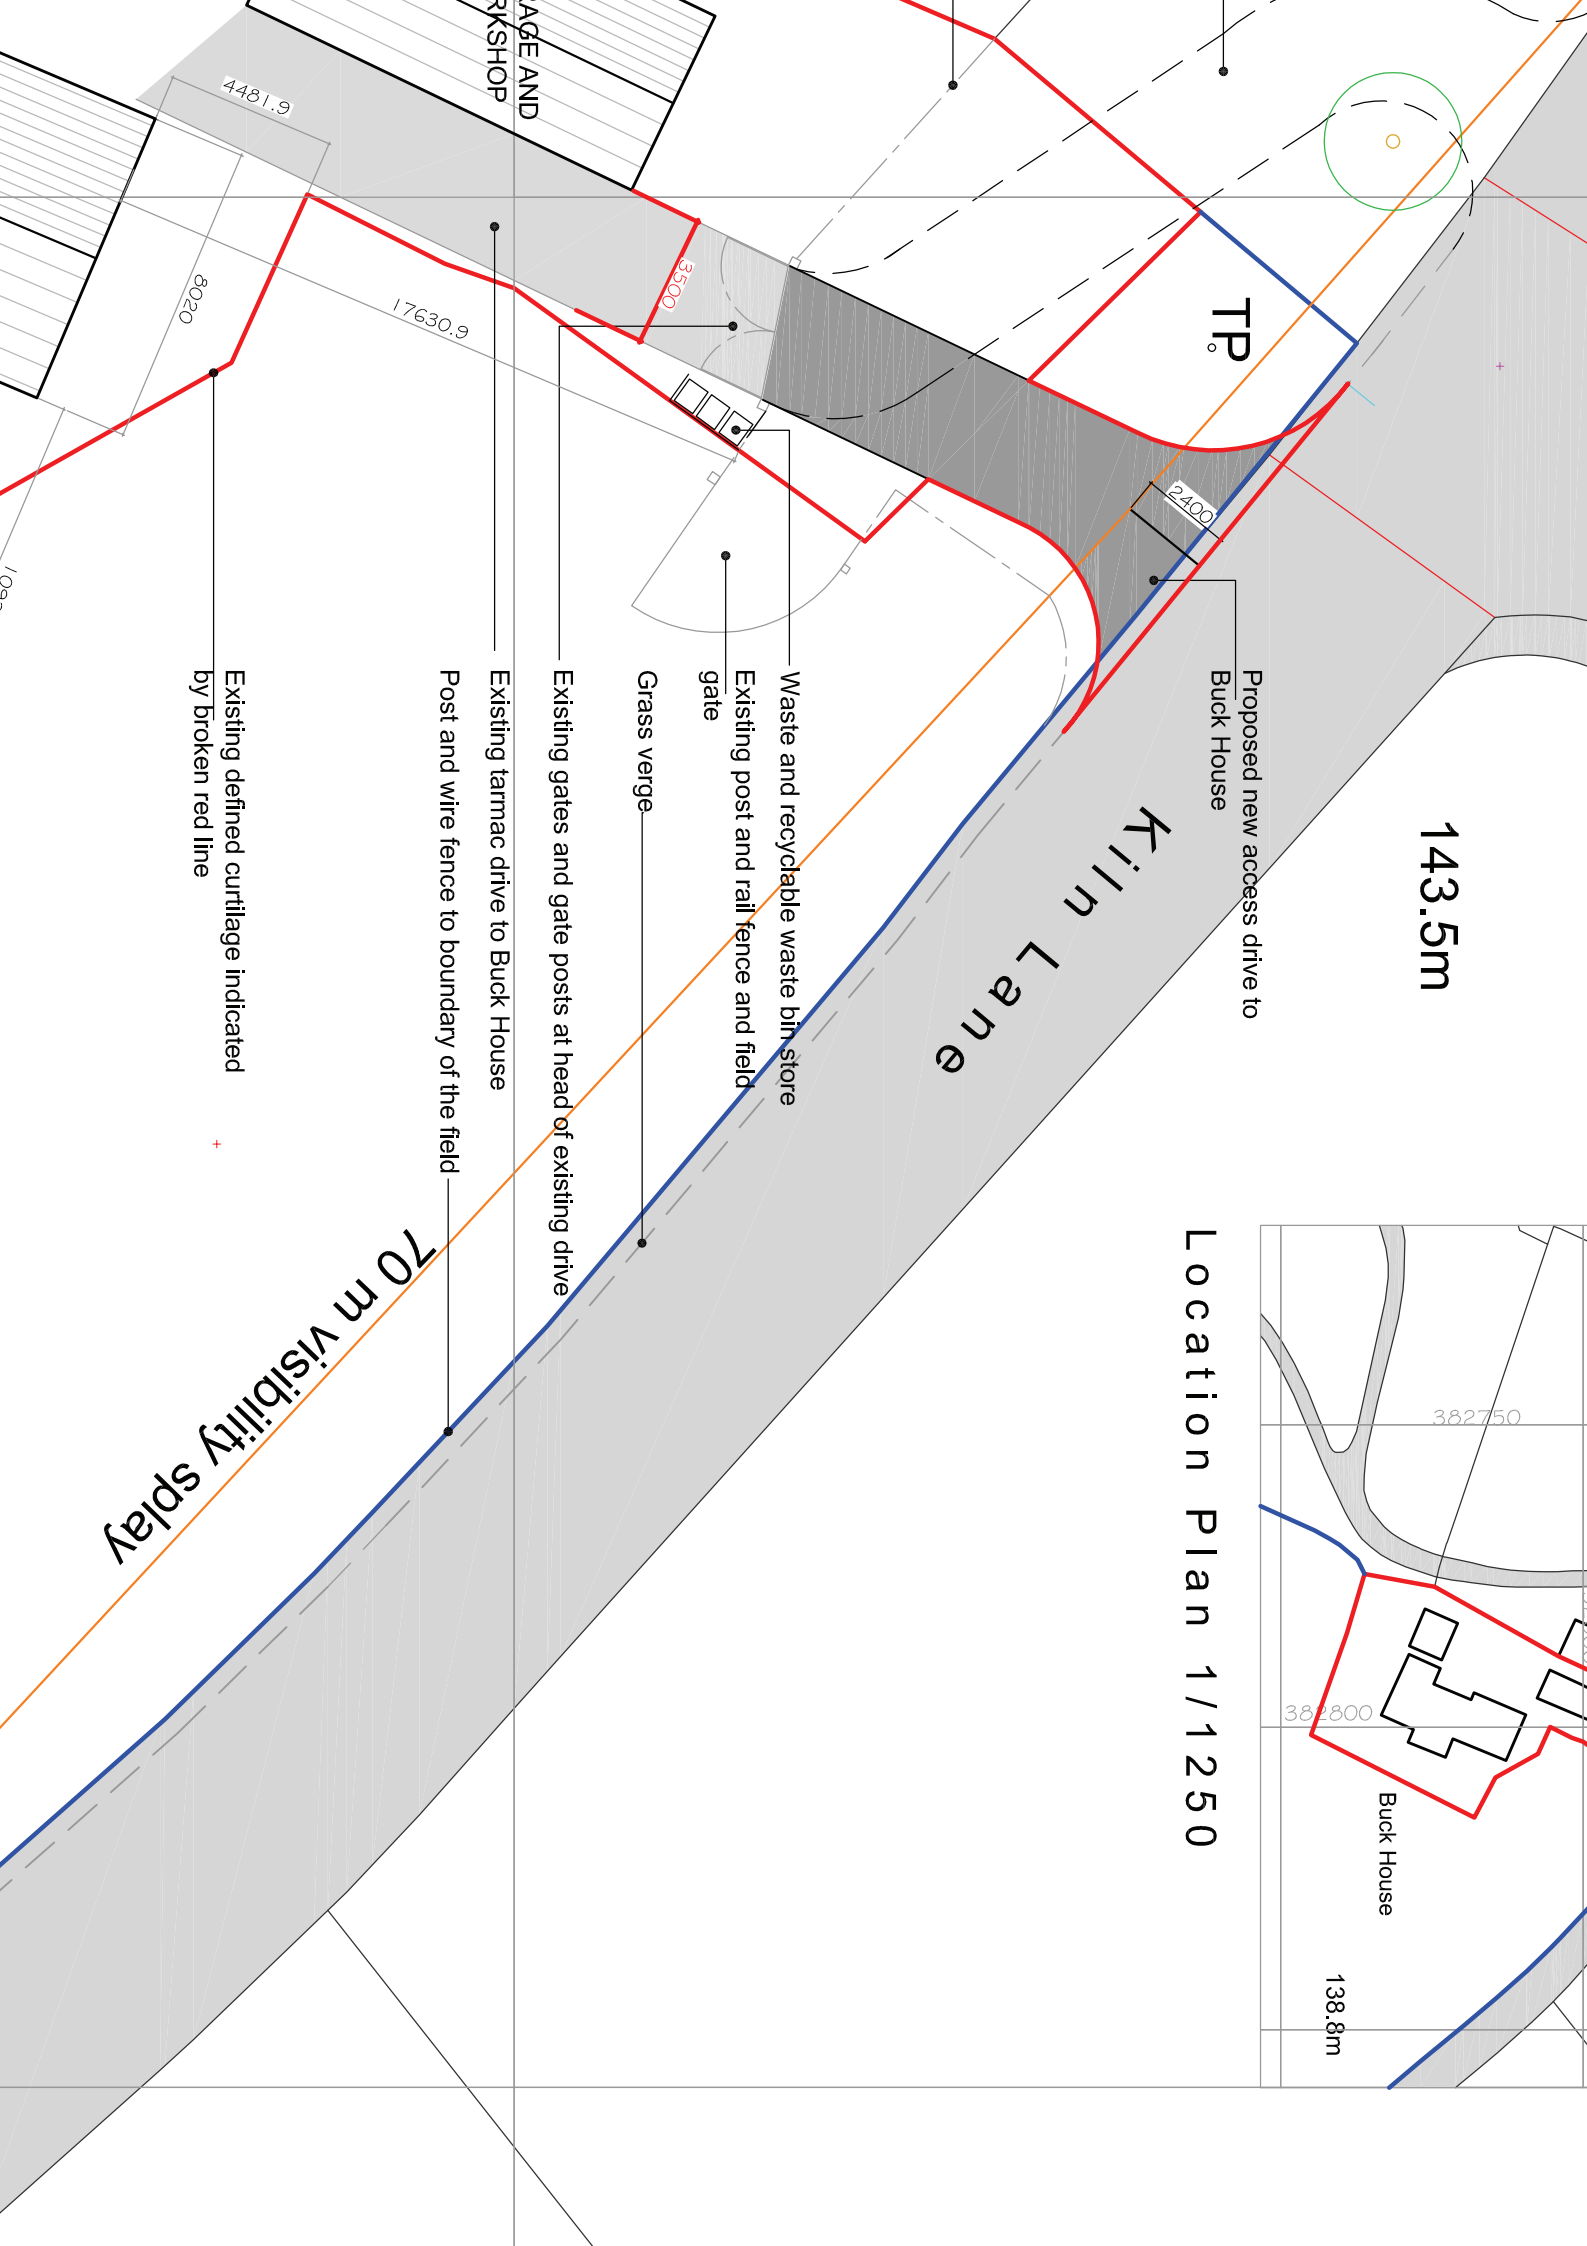 143.5m
Proposed new access drive to
Buck House
TP
2400
Kiln Lane
Waste and recyclable waste bin store
Existing post and rail fence and field
gate
Grass verge
Existing gates and gate posts at head of existing drive
Existing tarmac drive to Buck House
Post and wire fence to boundary of the field
Existing defined curtilage indicated
by broken red line
3500
4481.9
8020
17630.9
70 m visibility splay
Location Plan 1/1250
382750
382800
Buck House
138.8m